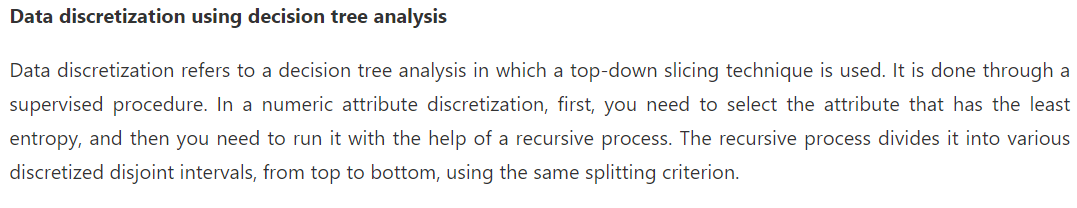 Data discretization using decision tree analysis
Data discretization refers to a decision tree analysis in which a top-down slicing technique is used. It is done through a
supervised procedure. In a numeric attribute discretization, first, you need to select the attribute that has the least
entropy, and then you need to run it with the help of a recursive process. The recursive process divides it into various
discretized disjoint intervals, from top to bottom, using the same splitting criterion.